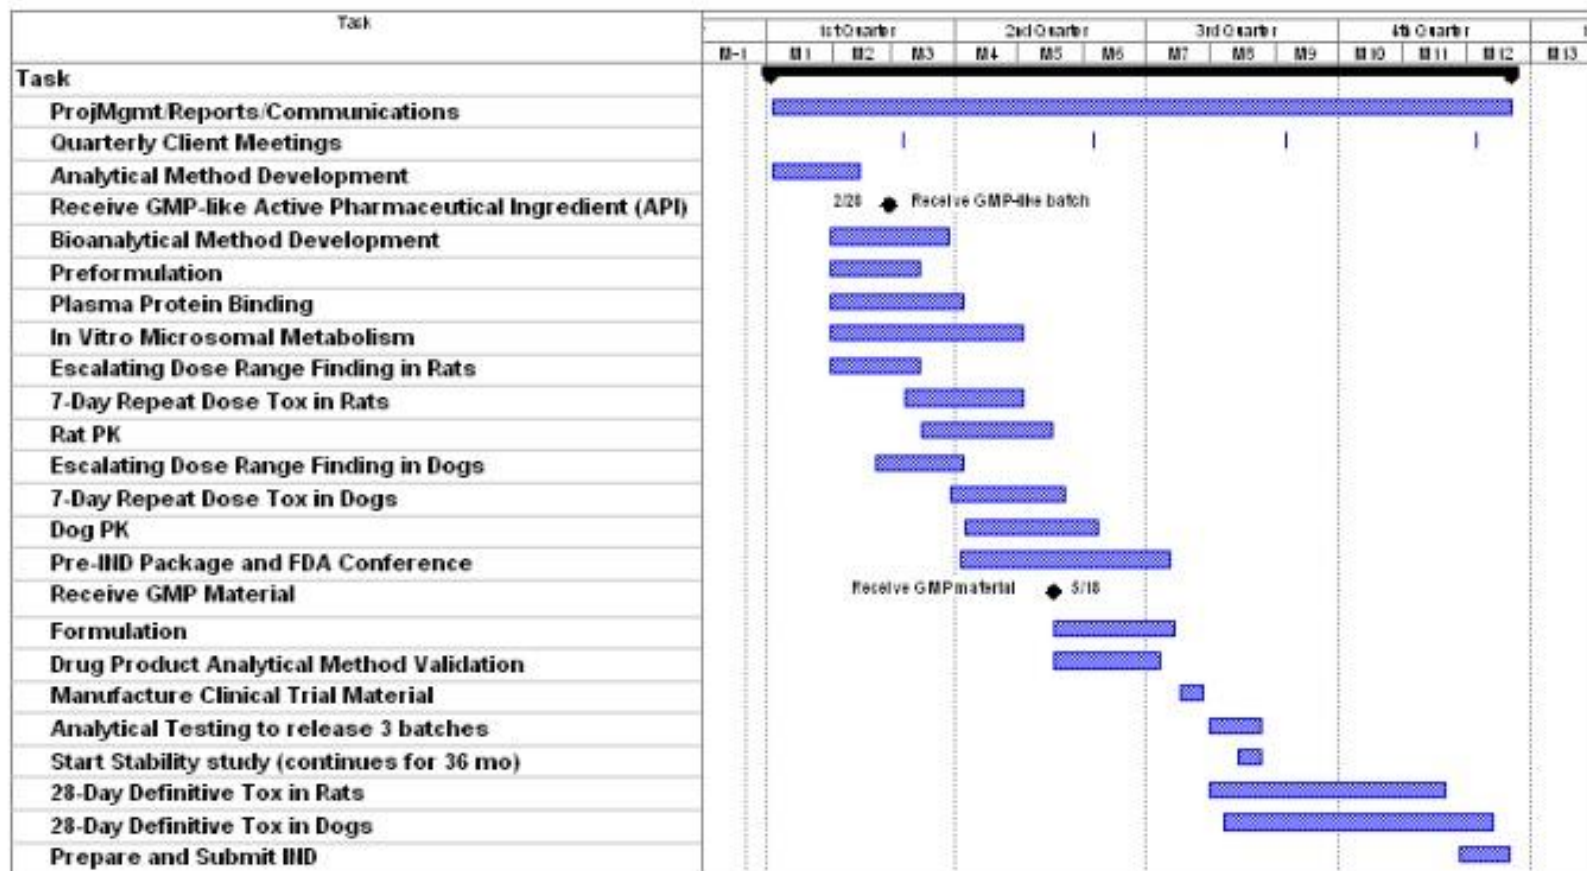 Task
1st Quarter 2nd Quarter 3rd Quarter 4th Quarter
M-1 M1 M2 M3 M4 M5 M6 M7 M8 M9 M10 M11 M12 M13
Task
ProjMgmt/Reports/Communications
Quarterly Client Meetings
Analytical Method Development
Receive GMP-like Active Pharmaceutical Ingredient (API) 2/28 Receive GMP-like batch
Bioanalytical Method Development
Preformulation
Plasma Protein Binding
In Vitro Microsomal Metabolism
Escalating Dose Range Finding in Rats
7-Day Repeat Dose Tox in Rats
Rat PK
Escalating Dose Range Finding in Dogs
7-Day Repeat Dose Tox in Dogs
Dog PK
Pre-IND Package and FDA Conference
Receive GMP Material Receive GMP material 5/18
Formulation
Drug Product Analytical Method Validation
Manufacture Clinical Trial Material
Analytical Testing to release 3 batches
Start Stability study (continues for 36 mo)
28-Day Definitive Tox in Rats
28-Day Definitive Tox in Dogs
Prepare and Submit IND